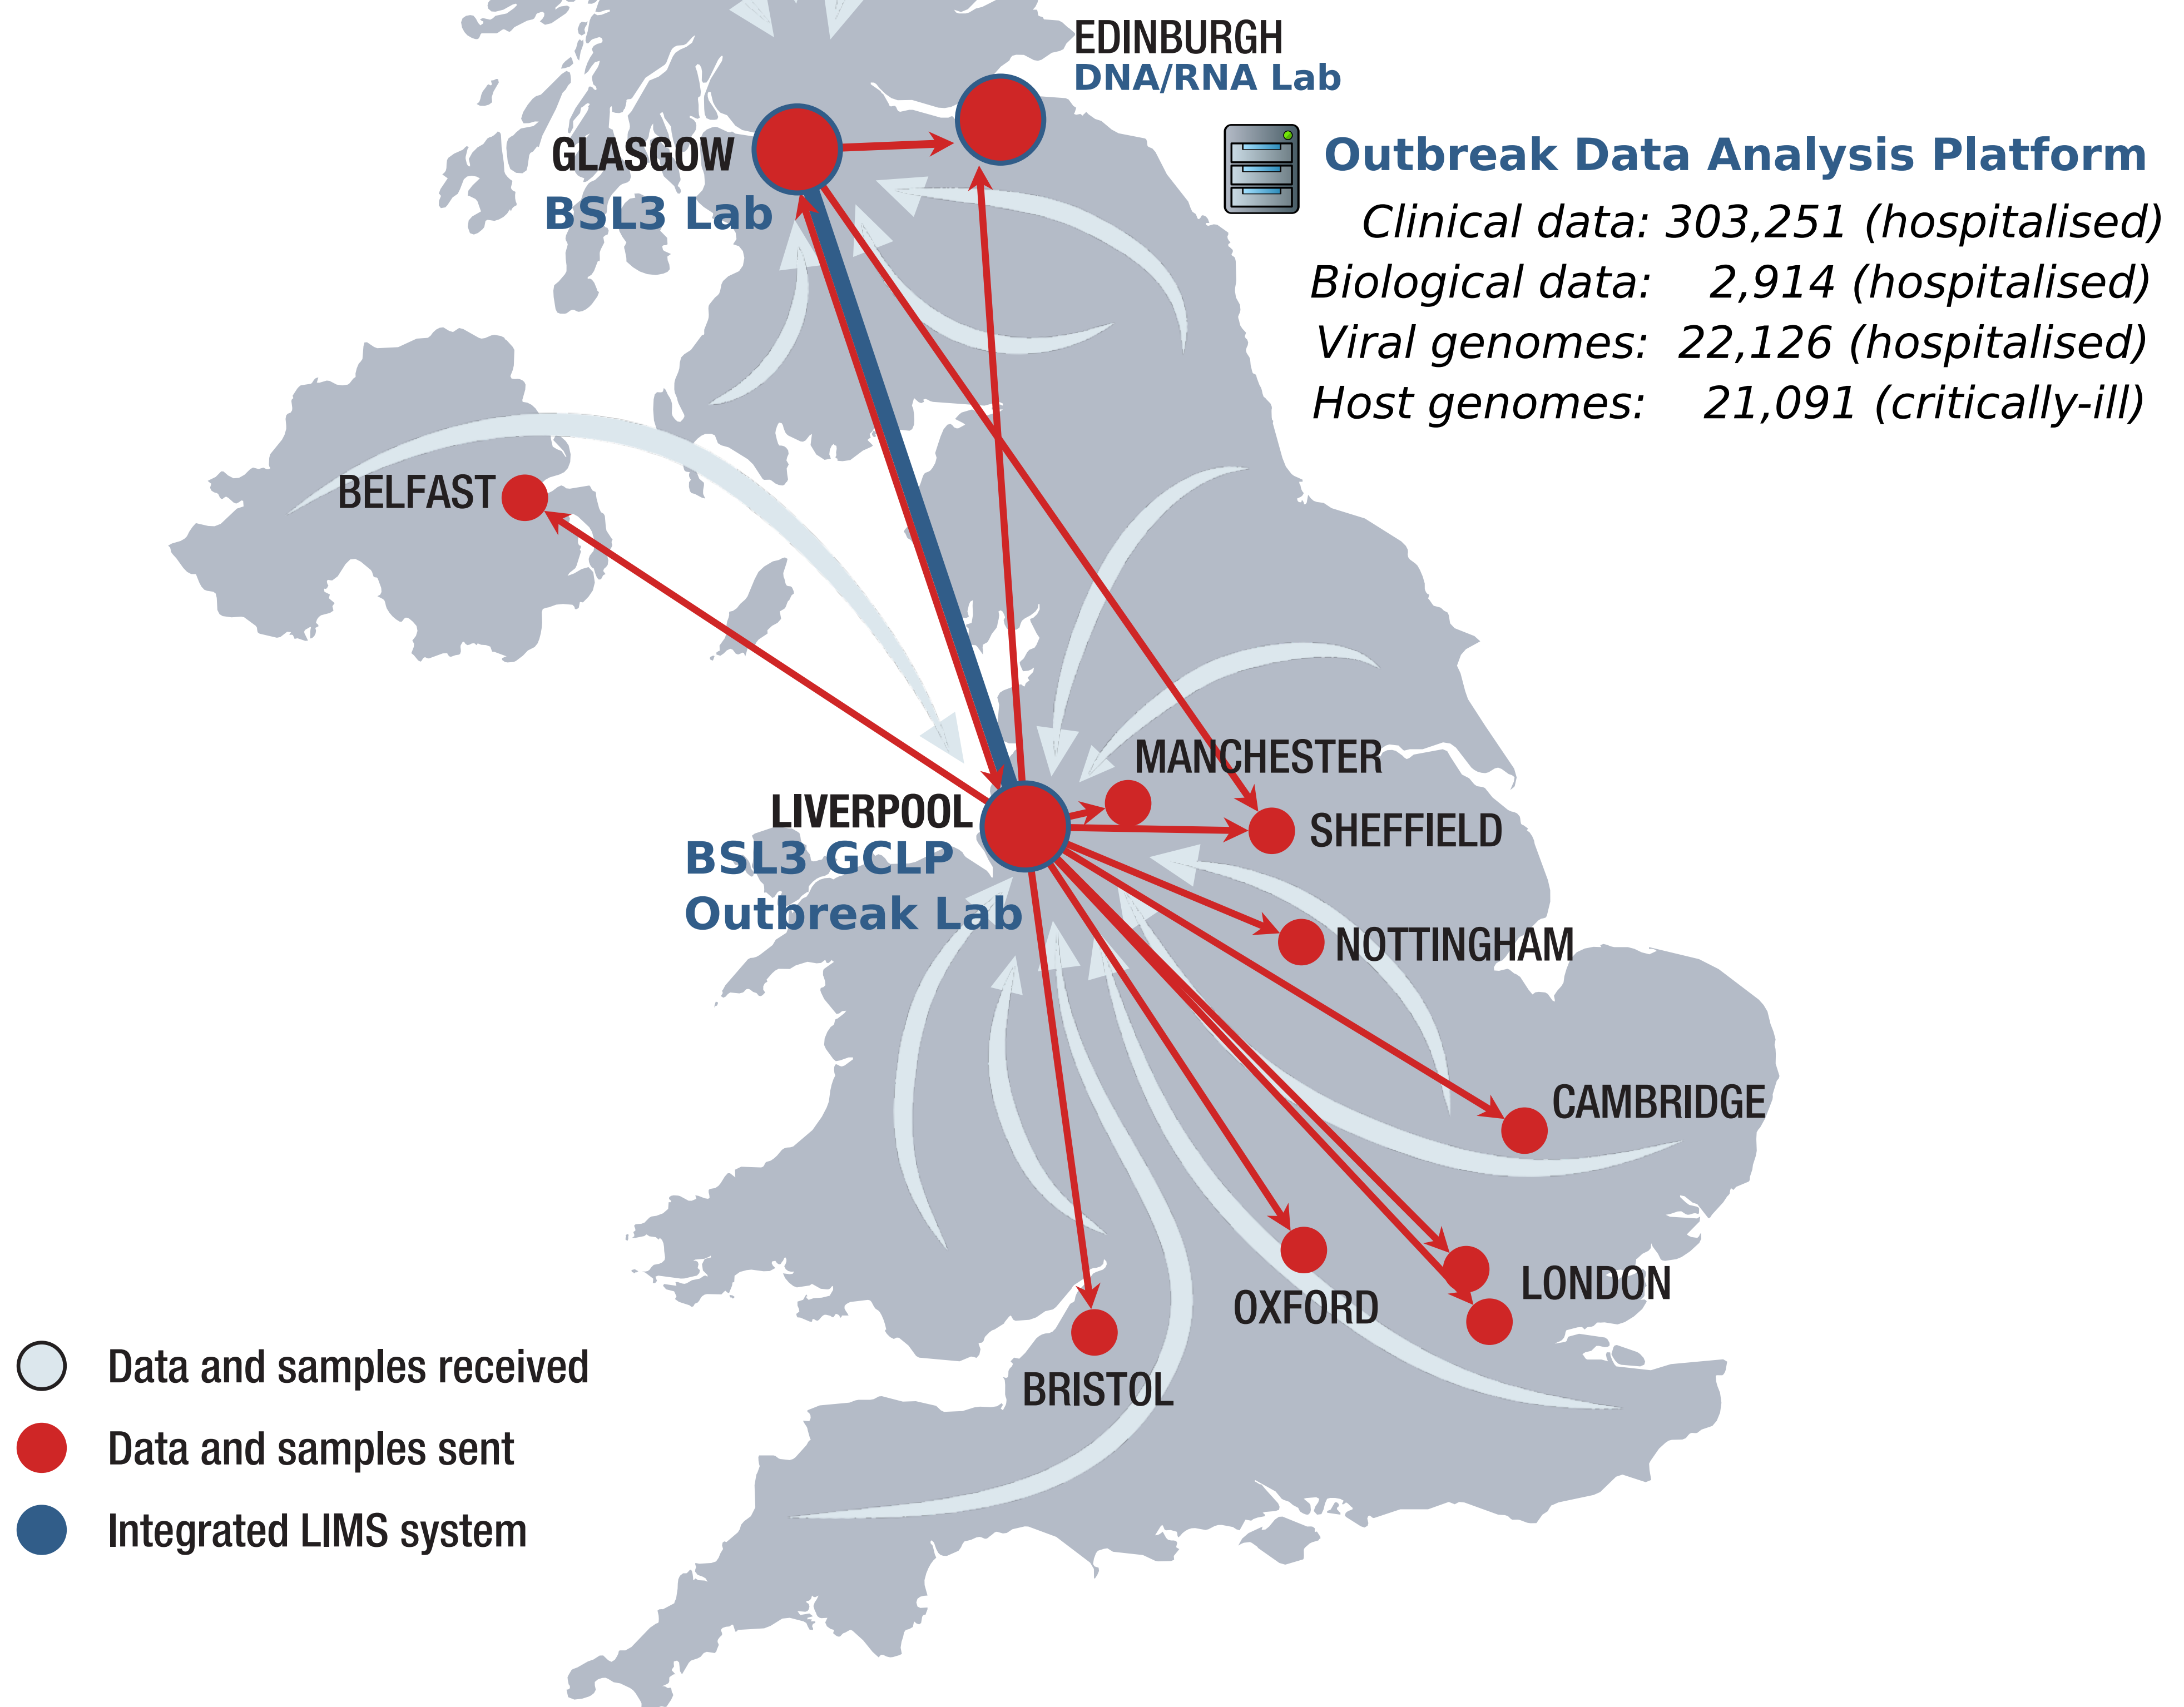 EDINBURGH
DNA/RNA Lab
GLASGOW
BSL3 Lab
Outbreak Data Analysis Platform
Clinical data: 303,251 (hospitalised)
Biological data: 2,914 (hospitalised)
Viral genomes: 22,126 (hospitalised)
Host genomes: 21,091 (critically-ill)
BELFAST
MANCHESTER
LIVERPOOL
BSL3 GCLP
Outbreak Lab
SHEFFIELD
NOTTINGHAM
CAMBRIDGE
LONDON
OXFORD
BRISTOL
Data and samples received
Data and samples sent
Integrated LIMS system